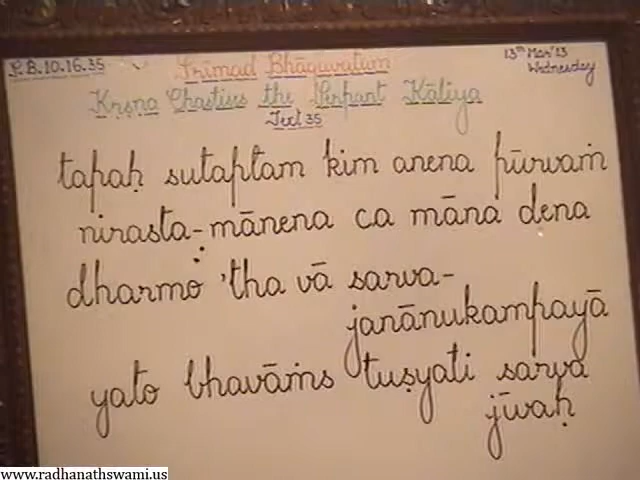 S.B.10.16.35
Śrīmad Bhāgavatam
13th Mar'13
Wednesday
Kṛṣṇa Chastises the Serpant Kāliya
Text 35
tapaḥ sutaptam kim anena pūrvaṁ
nirasta-mānena ca māna dena
dharmo 'tha vā sarva-
janānukampayā
yato bhavāṁs tuṣyati sarva
jīvaḥ
www.radhanathswami.us